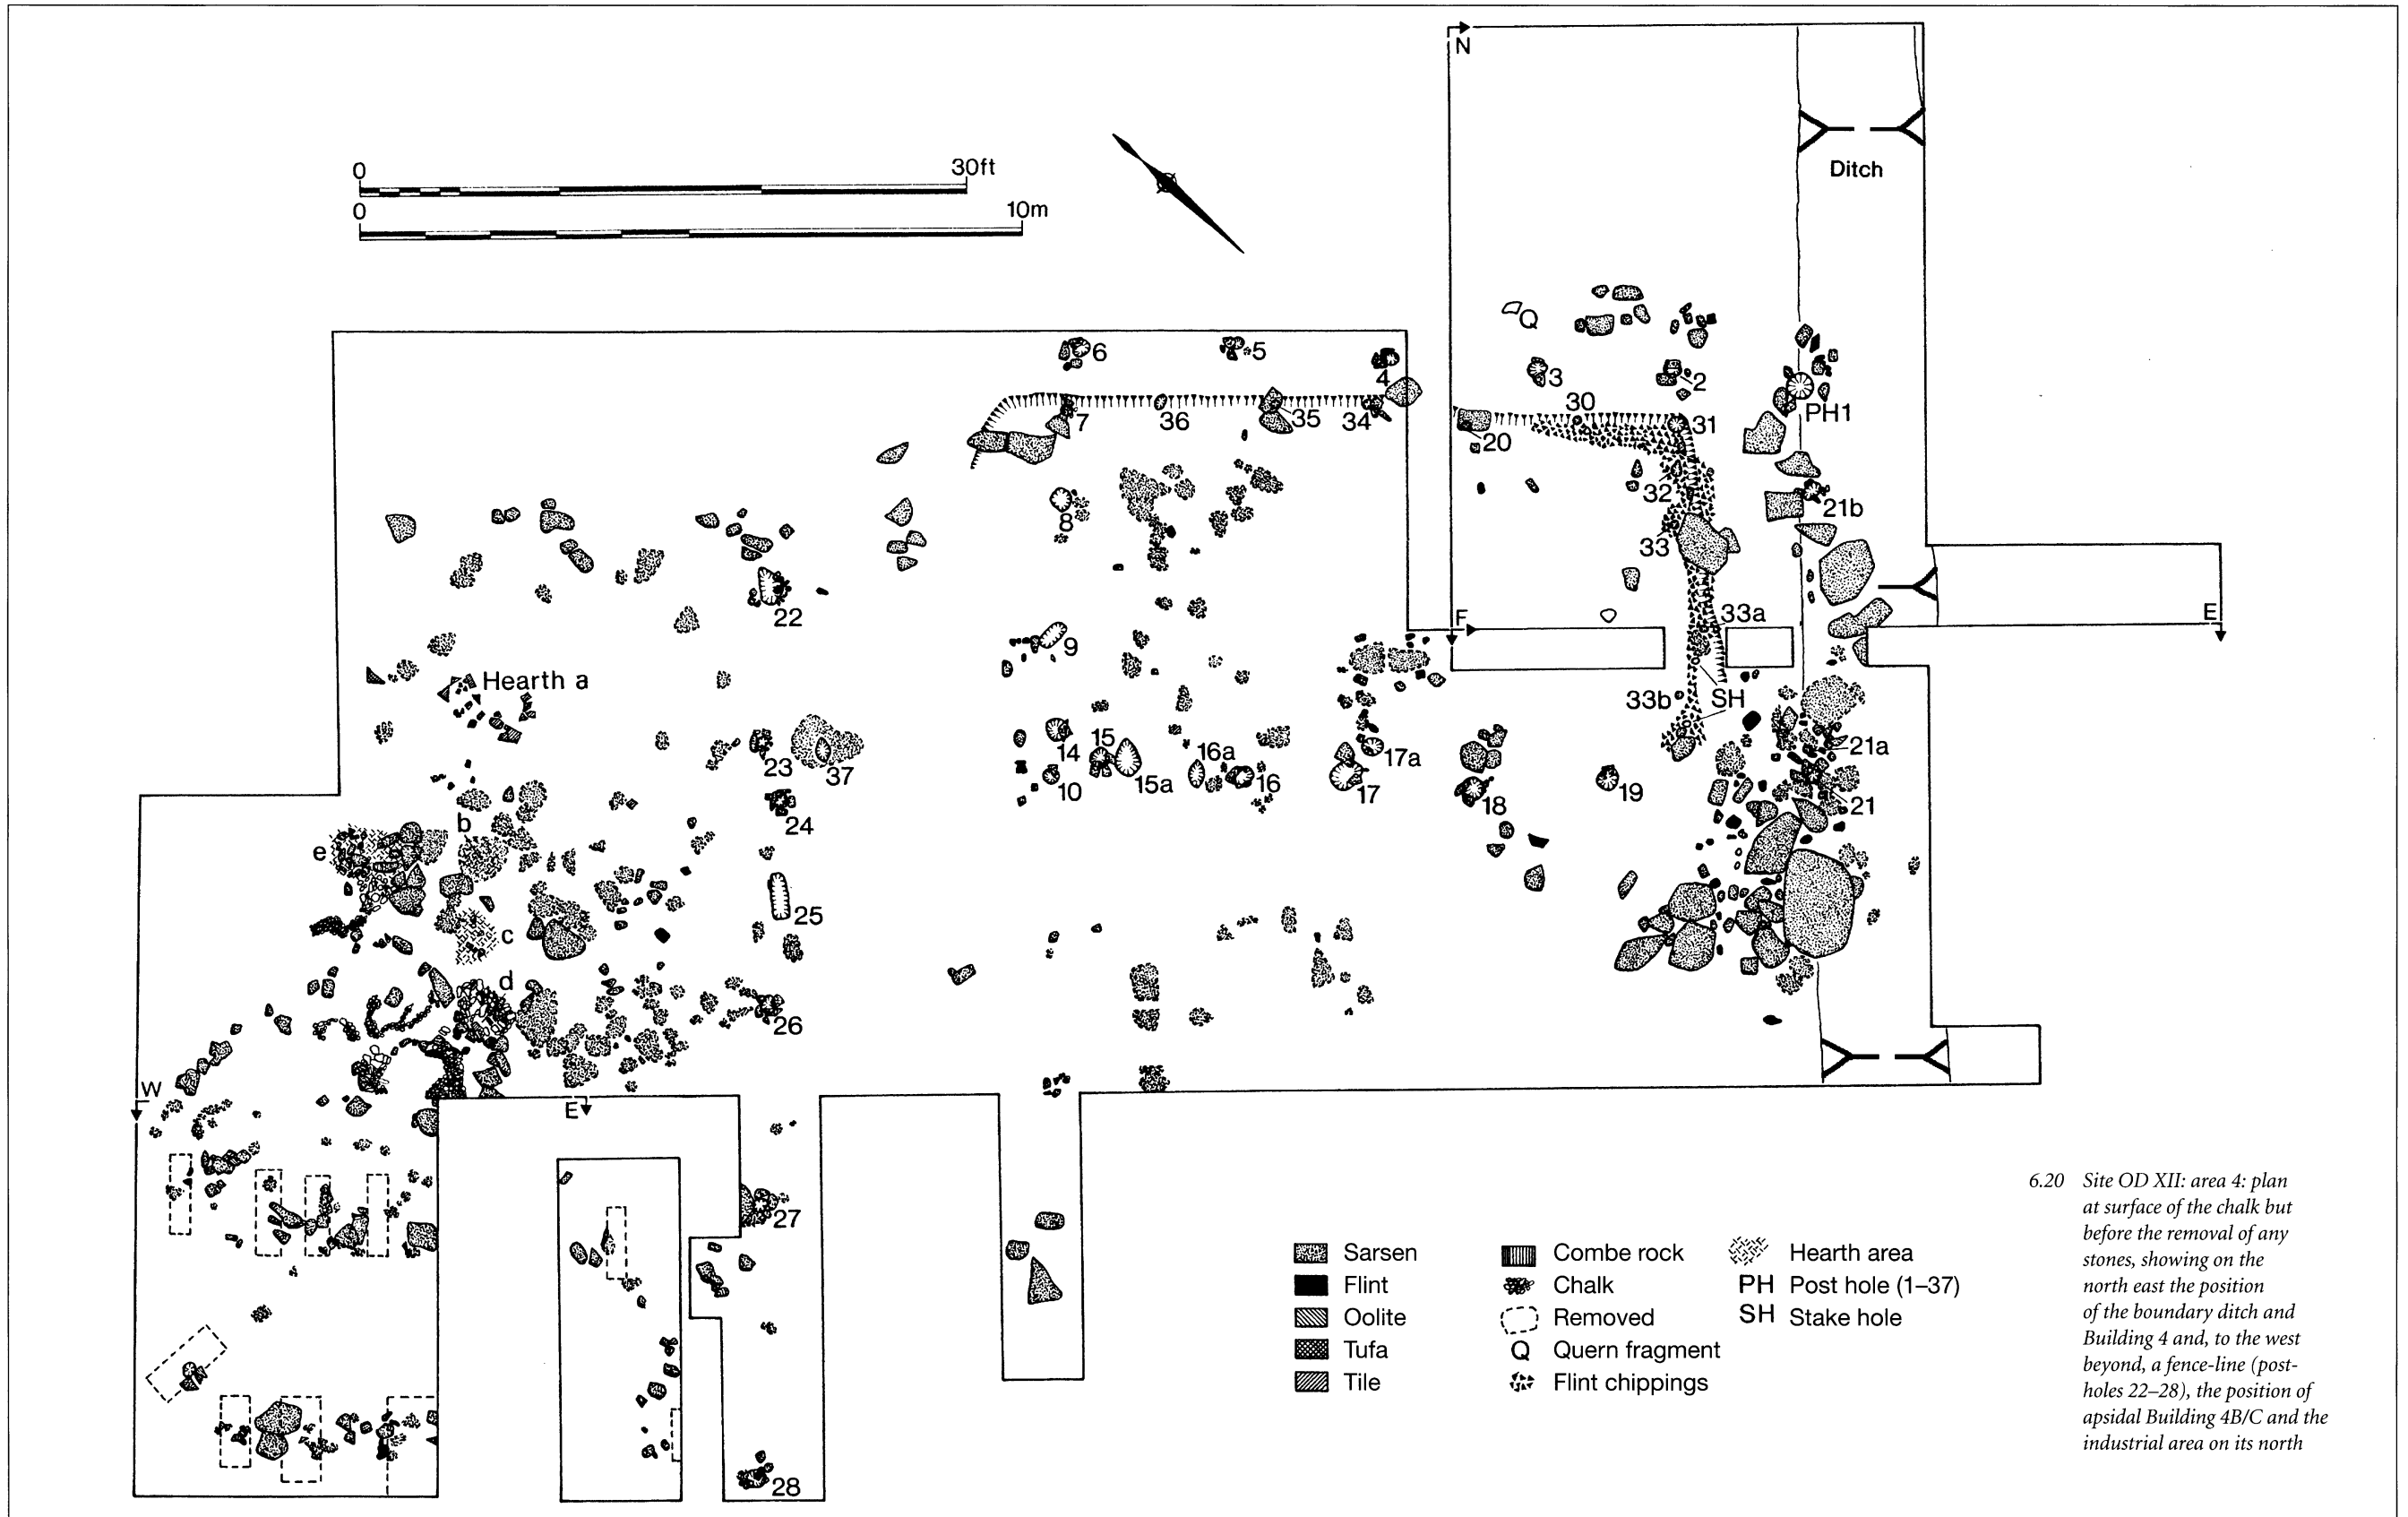 N
0 30ft
0 10m
Ditch
Q
6
5
4
3
2
PH1
7
36
35
34
30
31
20
32
21b
8
33
22
9
F
33a
E
Hearth a
33b
SH
14
15
16a
17a
21a
23
37
10
15a
16
17
18
19
21
24
b
e
25
c
d
26
W
E
27
28
Sarsen
Flint
Oolite
Tufa
Tile
Combe rock
Chalk
Removed
Q Quern fragment
Flint chippings
Hearth area
PH Post hole (1–37)
SH Stake hole
6.20 Site OD XII: area 4: plan
at surface of the chalk but
before the removal of any
stones, showing on the
north east the position
of the boundary ditch and
Building 4 and, to the west
beyond, a fence-line (post-
holes 22–28), the position of
apsidal Building 4B/C and the
industrial area on its north